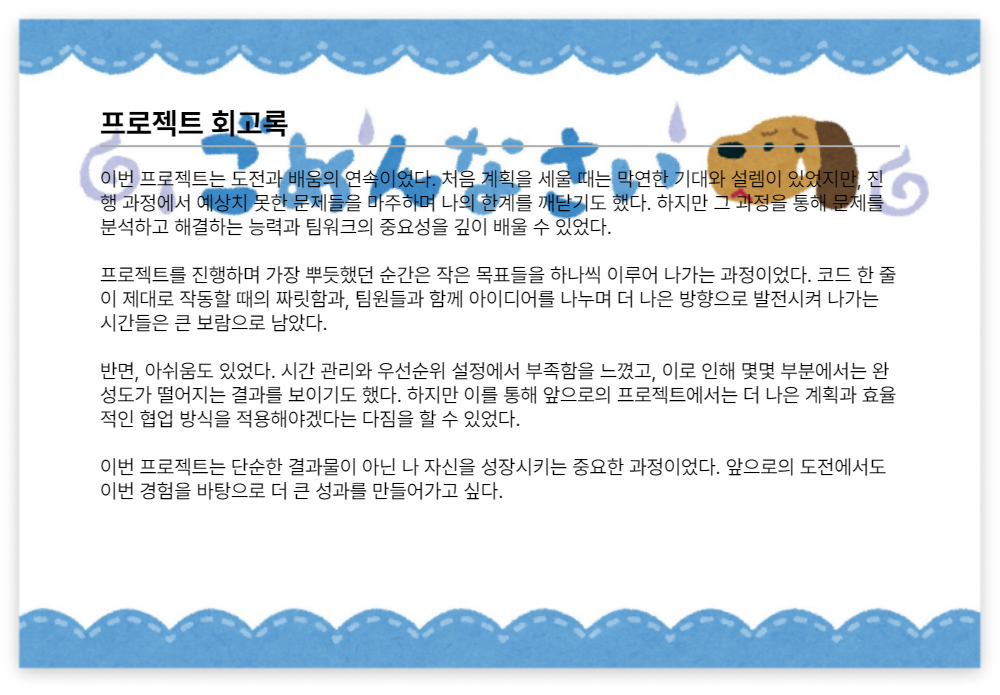 프로젝트 회고록
ごめんなさい
이번 프로젝트는 도전과 배움의 연속이었다. 처음 계획을 세울 때는 막연한 기대와 설렘이 있었지만, 진
행 과정에서 예상치 못한 문제들을 마주하며 나의 한계를 깨닫기도 했다. 하지만 그 과정을 통해 문제를
분석하고 해결하는 능력과 팀워크의 중요성을 깊이 배울 수 있었다.
프로젝트를 진행하며 가장 뿌듯했던 순간은 작은 목표들을 하나씩 이루어 나가는 과정이었다. 코드 한 줄
이 제대로 작동할 때의 짜릿함과, 팀원들과 함께 아이디어를 나누며 더 나은 방향으로 발전시켜 나가는
시간들은 큰 보람으로 남았다.
반면, 아쉬움도 있었다. 시간 관리와 우선순위 설정에서 부족함을 느꼈고, 이로 인해 몇몇 부분에서는 완
성도가 떨어지는 결과를 보이기도 했다. 하지만 이를 통해 앞으로의 프로젝트에서는 더 나은 계획과 효율
적인 협업 방식을 적용해야겠다는 다짐을 할 수 있었다.
이번 프로젝트는 단순한 결과물이 아닌 나 자신을 성장시키는 중요한 과정이었다. 앞으로의 도전에서도
이번 경험을 바탕으로 더 큰 성과를 만들어가고 싶다.